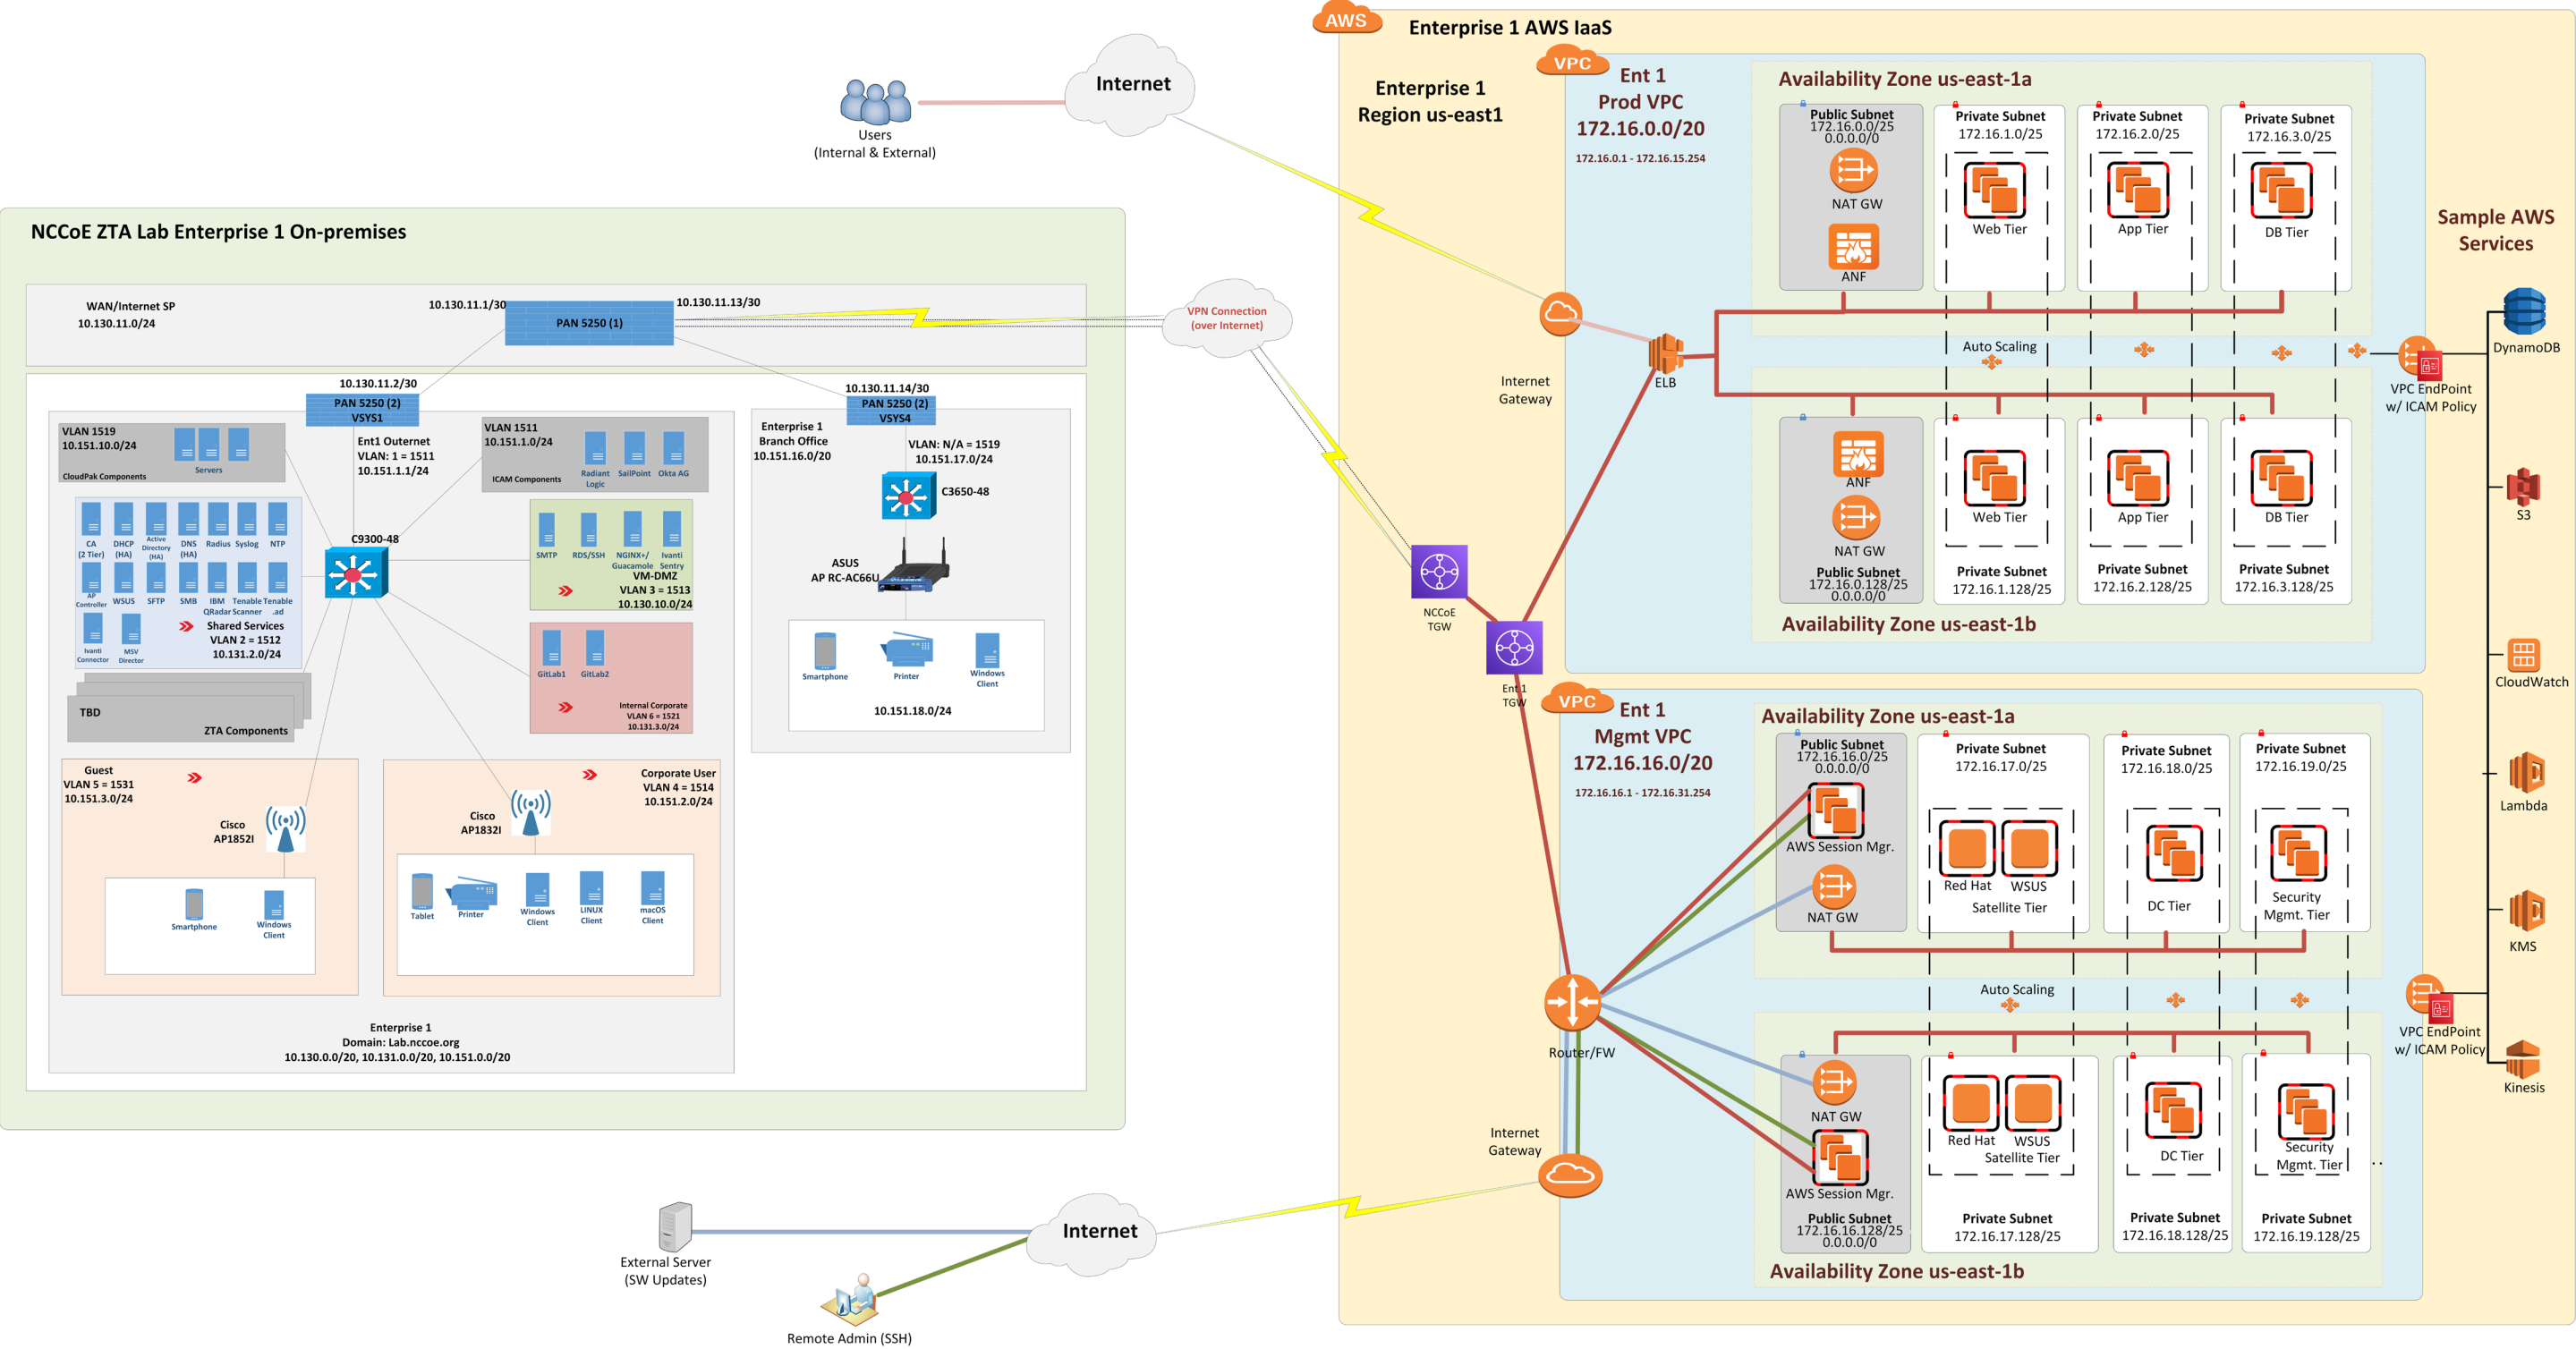 AWS
Enterprise 1 AWS IaaS
Enterprise 1
Region us-east1
Internet
Users
(Internal & External)
NCCoE ZTA Lab Enterprise 1 On-premises
WAN/Internet SP
10.130.11.0/24
10.130.11.1/30
PAN 5250 (1)
10.130.11.13/30
VPN Connection
(over Internet)
10.130.11.2/30
PAN 5250 (2)
VSYS1
10.130.11.14/30
PAN 5250 (2)
VSYS4
VLAN 1519
10.151.10.0/24
Servers
CloudPak Components
Ent1 Outernet
VLAN: 1 = 1511
10.151.1.1/24
VLAN 1511
10.151.1.0/24
Radiant
Logic
SailPoint
Okta AG
ICAM Components
CA
(2 Tier)
DHCP
(HA)
Active
Directory
(HA)
DNS
(HA)
Radius
Syslog
NTP
AP
Controller
WSUS
SFTP
SMB
IBM
QRadar
Tenable
Scanner
Tenable
.ad
Ivanti
Connector
MSV
Director
Shared Services
VLAN 2 = 1512
10.131.2.0/24
C9300-48
SMTP
RDS/SSH
NGINX+/
Guacamole
Ivanti
Sentry
VM-DMZ
VLAN 3 = 1513
10.130.10.0/24
GitLab1
GitLab2
Internal Corporate
VLAN 6 = 1521
10.131.3.0/24
TBD
ZTA Components
Guest
VLAN 5 = 1531
10.151.3.0/24
Cisco
AP1852I
Smartphone
Windows
Client
Corporate User
VLAN 4 = 1514
10.151.2.0/24
Cisco
AP1832I
Tablet
Printer
Windows
Client
LINUX
Client
macOS
Client
Enterprise 1
Domain: Lab.nccoe.org
10.130.0.0/20, 10.131.0.0/20, 10.151.0.0/20
Enterprise 1
Branch Office
10.151.16.0/20
VLAN: N/A = 1519
10.151.17.0/24
C3650-48
ASUS
AP RC-AC66U
Smartphone
Printer
Windows
Client
10.151.18.0/24
External Server
(SW Updates)
Remote Admin (SSH)
Internet
VPC
Ent 1
Prod VPC
172.16.0.0/20
172.16.0.1 - 172.16.15.254
Availability Zone us-east-1a
Public Subnet
172.16.0.0/25
0.0.0.0/0
NAT GW
ANF
Private Subnet
172.16.1.0/25
Web Tier
Private Subnet
172.16.2.0/25
App Tier
Private Subnet
172.16.3.0/25
DB Tier
Internet
Gateway
ELB
Auto Scaling
ANF
NAT GW
Public Subnet
172.16.0.128/25
0.0.0.0/0
Web Tier
Private Subnet
172.16.1.128/25
App Tier
Private Subnet
172.16.2.128/25
DB Tier
Private Subnet
172.16.3.128/25
Availability Zone us-east-1b
NCCoE
TGW
Ent 1
TGW
VPC
Ent 1
Mgmt VPC
172.16.16.0/20
172.16.16.1 - 172.16.31.254
Availability Zone us-east-1a
Public Subnet
172.16.16.0/25
0.0.0.0/0
AWS Session Mgr.
NAT GW
Private Subnet
172.16.17.0/25
Red Hat
WSUS
Satellite Tier
Private Subnet
172.16.18.0/25
DC Tier
Private Subnet
172.16.19.0/25
Security
Mgmt. Tier
Auto Scaling
Router/FW
Internet
Gateway
NAT GW
AWS Session Mgr.
Public Subnet
172.16.16.128/25
0.0.0.0/0
Red Hat
WSUS
Satellite Tier
Private Subnet
172.16.17.128/25
DC Tier
Private Subnet
172.16.18.128/25
Security
Mgmt. Tier
Private Subnet
172.16.19.128/25
..
Availability Zone us-east-1b
Sample AWS
Services
VPC EndPoint
w/ ICAM Policy
DynamoDB
S3
CloudWatch
Lambda
KMS
VPC EndPoint
w/ ICAM Policy
Kinesis